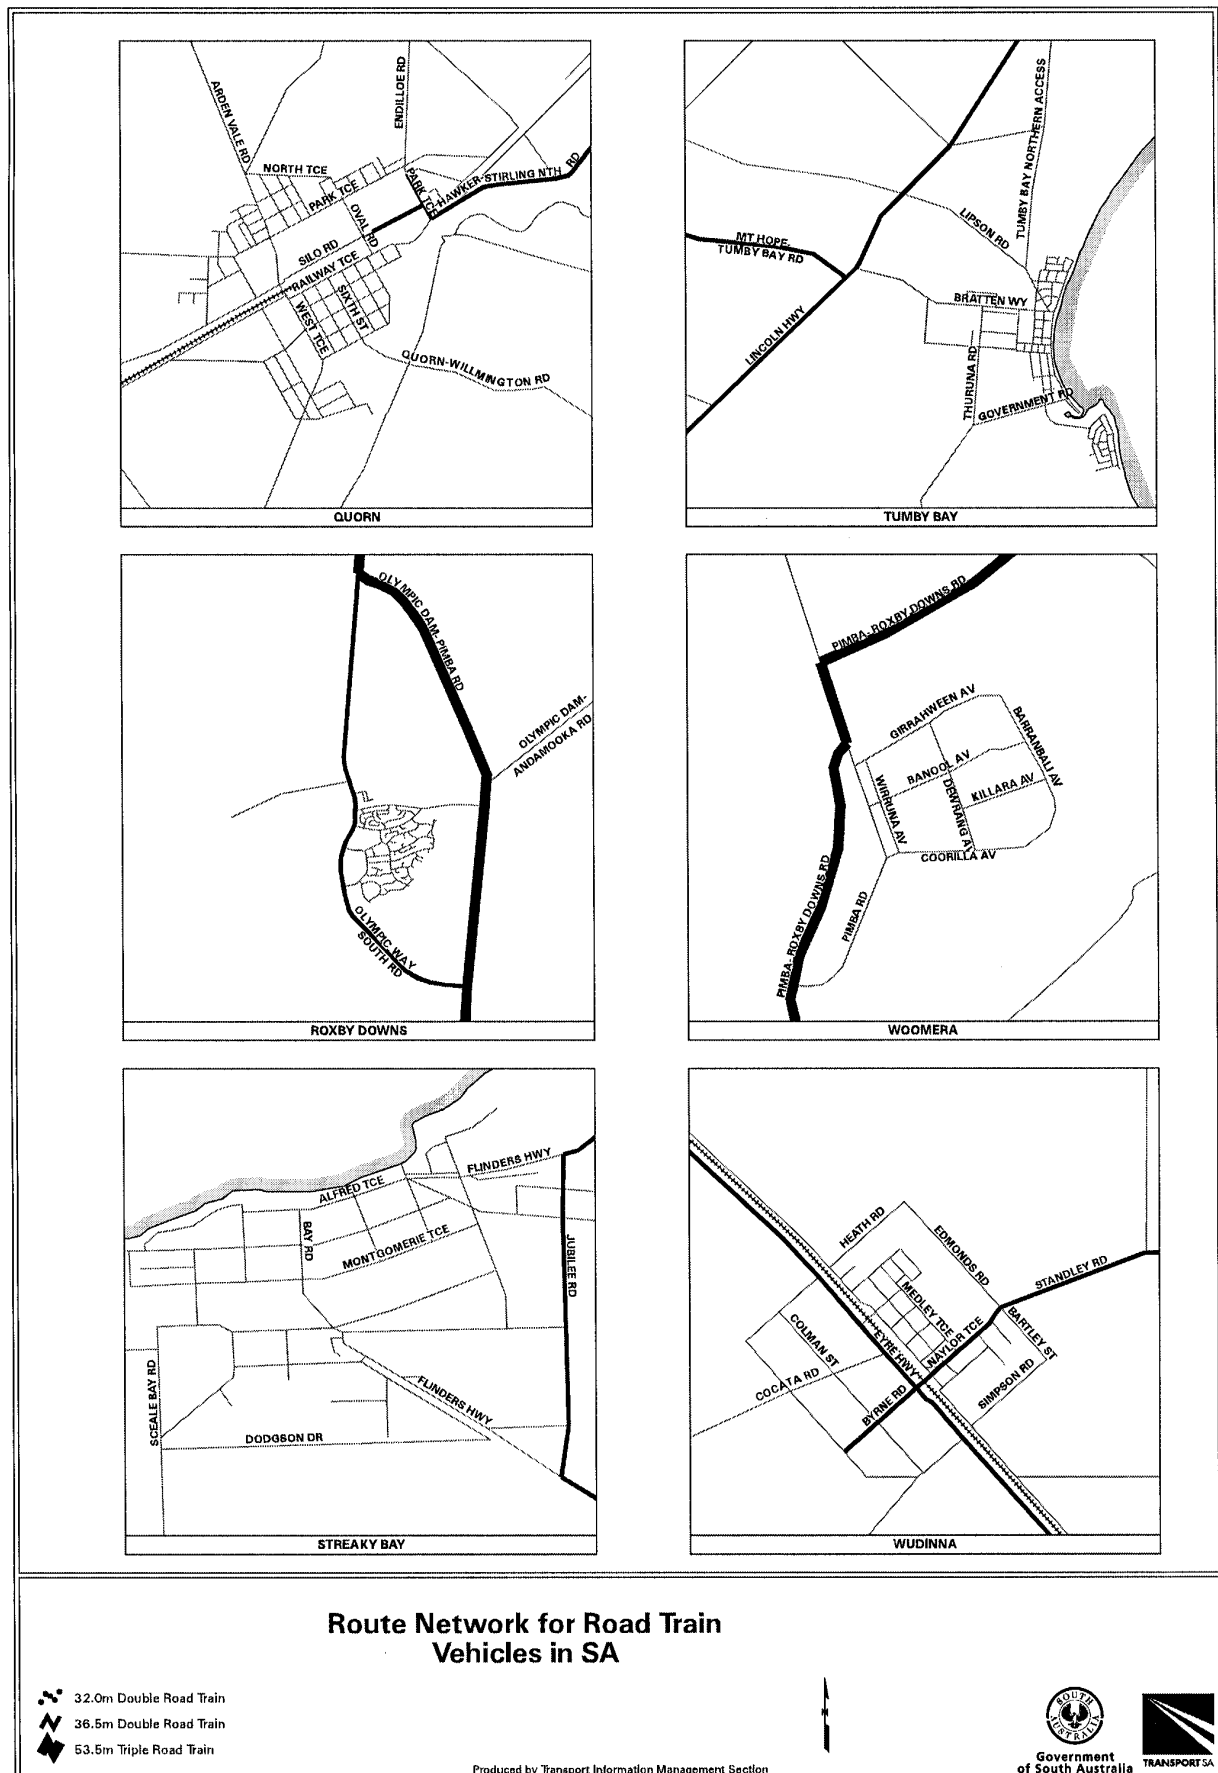 ARDEN VALE RD
ENDILLOE RD
NORTH TCE
PARK TCE
PARK TCE
HAWKER-STIRLING NTH RD
OVAL RD
SILO RD
RAILWAY TCE
SIXTH ST
WEST TCE
QUORN-WILLMINGTON RD
QUORN
TUMBY BAY NORTHERN ACCESS
LIPSON RD
MT HOPE
TUMBY BAY RD
BRATTEN WY
LINCOLN HWY
THURUNA RD
GOVERNMENT RD
TUMBY BAY
OLYMPIC DAM-PIMBA RD
OLYMPIC DAM-
ANDAMOOKA RD
OLYMPIC WAY
SOUTH RD
ROXBY DOWNS
PIMBA-ROXBY DOWNS RD
GIRRAHWEEN AV
BARRANBALI AV
BANOOL AV
KILLARA AV
WIRRUNA AV
DEWRANG AV
COORILLA AV
PIMBA-ROXBY DOWNS RD
PIMBA RD
WOOMERA
FLINDERS HWY
ALFRED TCE
BAY RD
MONTGOMERIE TCE
JUBILEE RD
SCEALE BAY RD
FLINDERS HWY
DODGSON DR
STREAKY BAY
HEATH RD
EDMONDS RD
STANDLEY RD
MEDLEY TCE
NAYLOR TCE
BARTLEY ST
COLMAN ST
EYRE HWY
COCATA RD
BYRNE RD
SIMPSON RD
WUDINNA
Route Network for Road Train
Vehicles in SA
32.0m Double Road Train
36.5m Double Road Train
53.5m Triple Road Train
N
SOUTH
AUSTRALIA
Government
of South Australia
TRANSPORT SA
Produced by Transport Information Management Section